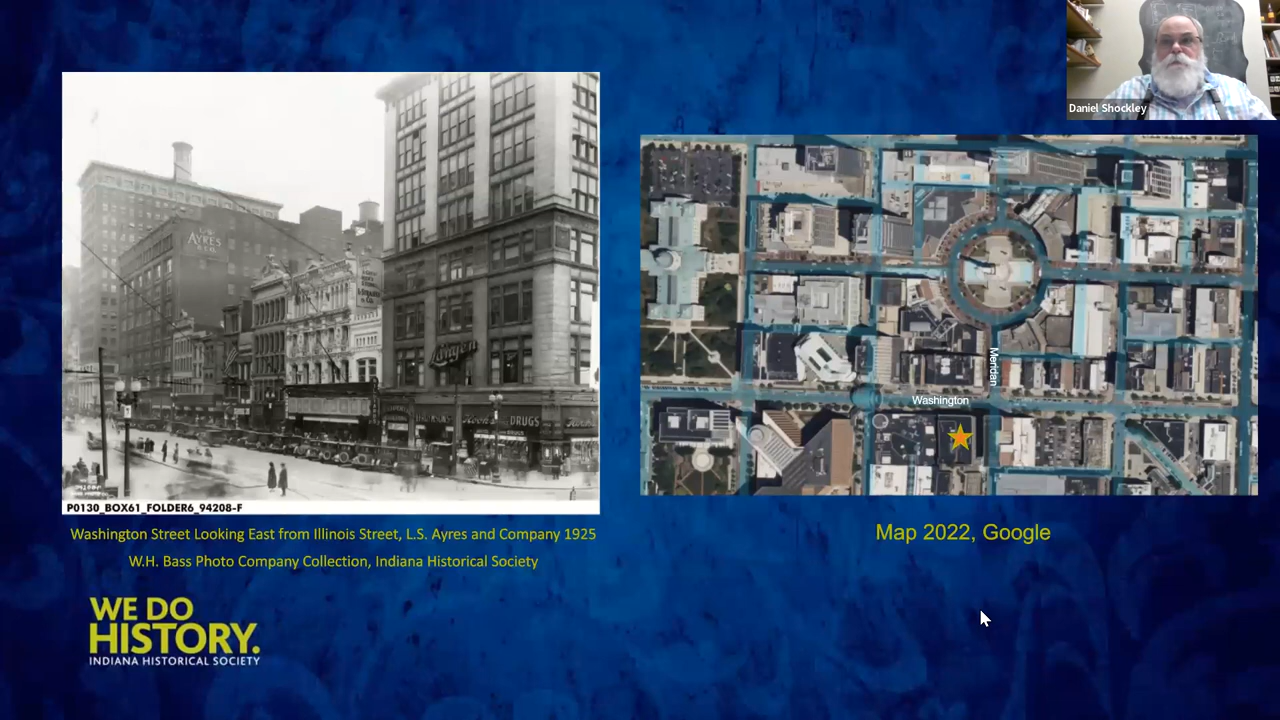 Daniel Shockley
L.S.
AYRES
& CO.
DRUGS
P0130_BOX61_FOLDER6_94208-F
Washington Street Looking East from Illinois Street, L.S. Ayres and Company 1925
W.H. Bass Photo Company Collection, Indiana Historical Society
Meridian
Washington
Map 2022, Google
WE DO
HISTORY.
INDIANA HISTORICAL SOCIETY